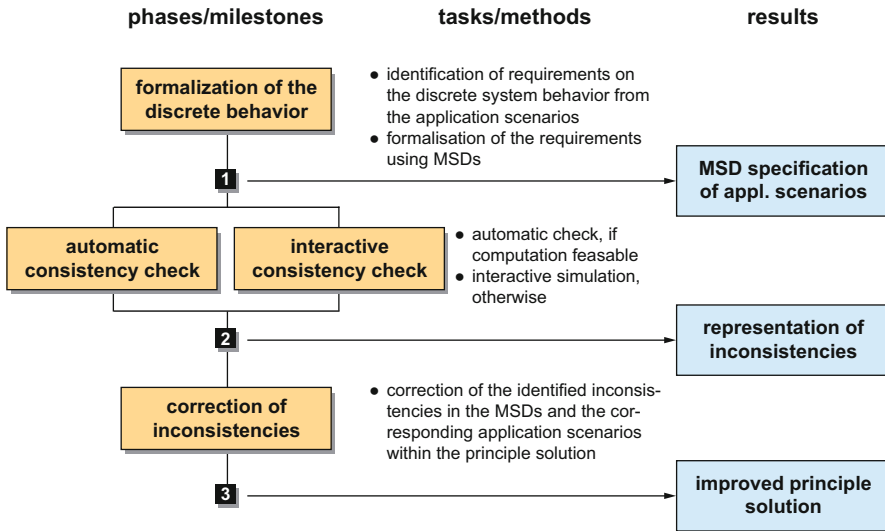 phases/milestones
tasks/methods
results
formalization of the
discrete behavior
● identification of requirements on
the discrete system behavior from
the application scenarios
● formalisation of the requirements
using MSDs
1
MSD specification
of appl. scenarios
automatic
consistency check
interactive
consistency check
● automatic check, if
computation feasable
● interactive simulation,
otherwise
2
representation of
inconsistencies
correction of
inconsistencies
● correction of the identified inconsis-
tencies in the MSDs and the cor-
responding application scenarios
within the principle solution
3
improved principle
solution